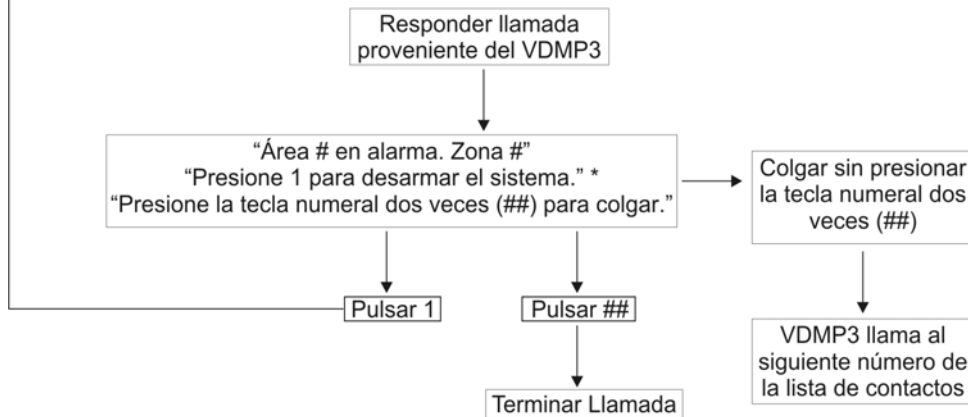 Responder llamada
proveniente del VDMP3
“Área # en alarma. Zona #”
“Presione 1 para desarmar el sistema.” *
“Presione la tecla numeral dos veces (##) para colgar.”
Colgar sin presionar
la tecla numeral dos
veces (##)
Pulsar 1
Pulsar ##
VDMP3 llama al
siguiente número de
la lista de contactos
Terminar Llamada